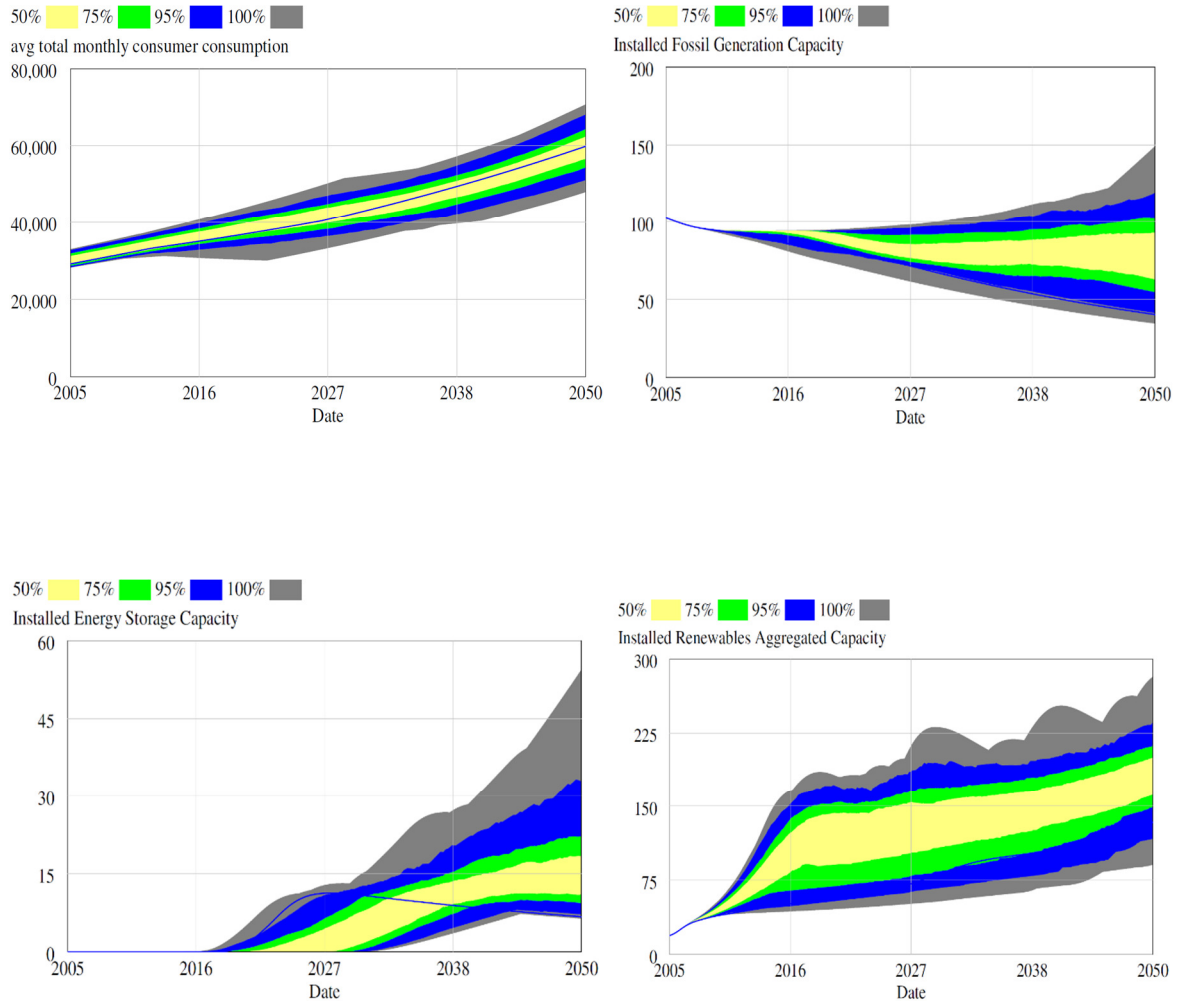 50% 75% 95% 100%
avg total monthly consumer consumption
80,000
60,000
40,000
20,000
0
2005 2016 2027 2038 2050
Date
50% 75% 95% 100%
Installed Fossil Generation Capacity
200
150
100
50
0
2005 2016 2027 2038 2050
Date
50% 75% 95% 100%
Installed Energy Storage Capacity
60
45
30
15
0
2005 2016 2027 2038 2050
Date
50% 75% 95% 100%
Installed Renewables Aggregated Capacity
300
225
150
75
0
2005 2016 2027 2038 2050
Date